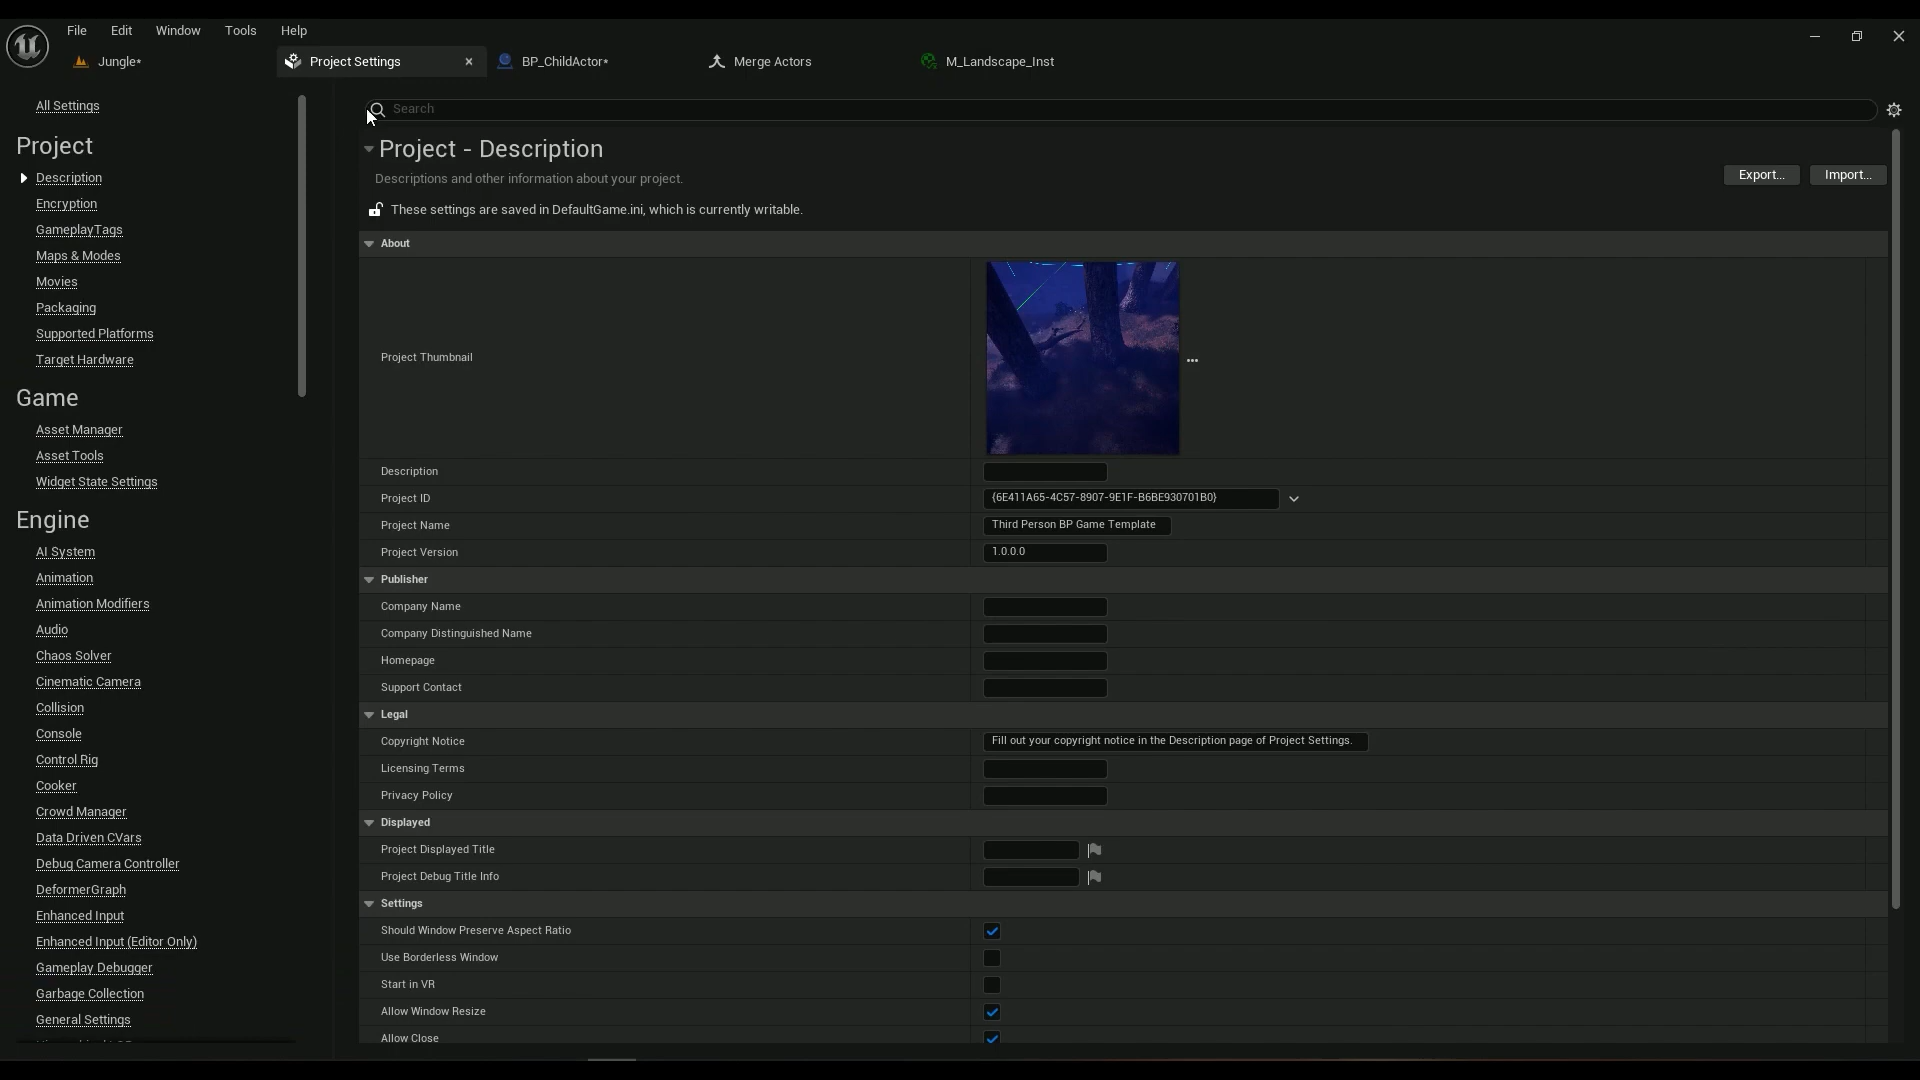 File Edit Window Tools Help
Jungle* Project Settings BP_ChildActor* Merge Actors M_Landscape_Inst
All Settings
Project
Description
Encryption
GameplayTags
Maps & Modes
Movies
Packaging
Supported Platforms
Target Hardware
Game
Asset Manager
Asset Tools
Widget State Settings
Engine
AI System
Animation
Animation Modifiers
Audio
Chaos Solver
Cinematic Camera
Collision
Console
Control Rig
Cooker
Crowd Manager
Data Driven CVars
Debug Camera Controller
DeformerGraph
Enhanced Input
Enhanced Input (Editor Only)
Gameplay Debugger
Garbage Collection
General Settings
Search
Project - Description
Descriptions and other information about your project.
Export... Import...
These settings are saved in DefaultGame.ini, which is currently writable.
About
Project Thumbnail
Description
Project ID {6E411A65-4C57-8907-9E1F-B6BE930701B0}
Project Name Third Person BP Game Template
Project Version 1.0.0.0
Publisher
Company Name
Company Distinguished Name
Homepage
Support Contact
Legal
Copyright Notice Fill out your copyright notice in the Description page of Project Settings.
Licensing Terms
Privacy Policy
Displayed
Project Displayed Title
Project Debug Title Info
Settings
Should Window Preserve Aspect Ratio
Use Borderless Window
Start in VR
Allow Window Resize
Allow Close